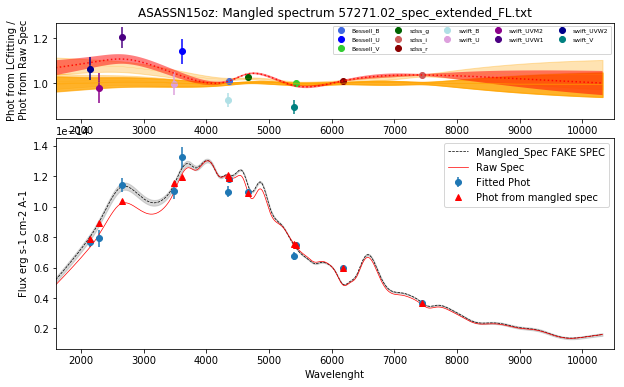 ASASSN15oz: Mangled spectrum 57271.02_spec_extended_FL.txt
Phot from LCfitting /
Phot from Raw Spec
1.2
1.0
Bessell_B
Bessell_U
Bessell_V
sdss_g
sdss_i
sdss_r
swift_B
swift_U
swift_UVM2
swift_UVW1
swift_UVW2
swift_V
2000 3000 4000 5000 6000 7000 8000 9000 10000
1e−14
Flux erg s-1 cm-2 A-1
1.4
1.2
1.0
0.8
0.6
0.4
0.2
Mangled_Spec FAKE SPEC
Raw Spec
Fitted Phot
Phot from mangled spec
2000 3000 4000 5000 6000 7000 8000 9000 10000
Wavelenght